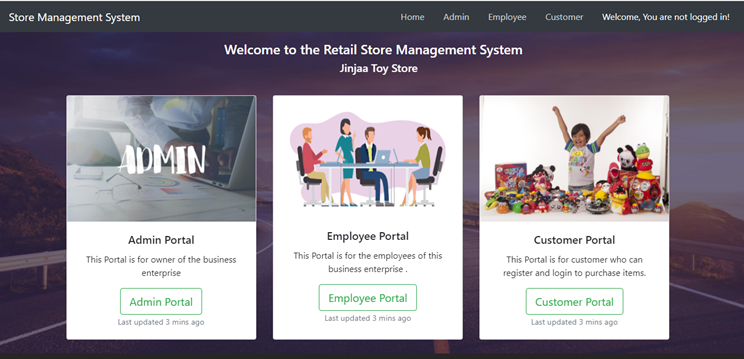 Store Management System
Home
Admin
Employee
Customer
Welcome, You are not logged in!
Welcome to the Retail Store Management System
Jinjaa Toy Store
ADMIN
Admin Portal
This Portal is for owner of the business
enterprise
Admin Portal
Last updated 3 mins ago
Employee Portal
This Portal is for the employees of this
business enterprise .
Employee Portal
Last updated 3 mins ago
Customer Portal
This Portal is for customer who can
register and login to purchase items.
Customer Portal
Last updated 3 mins ago